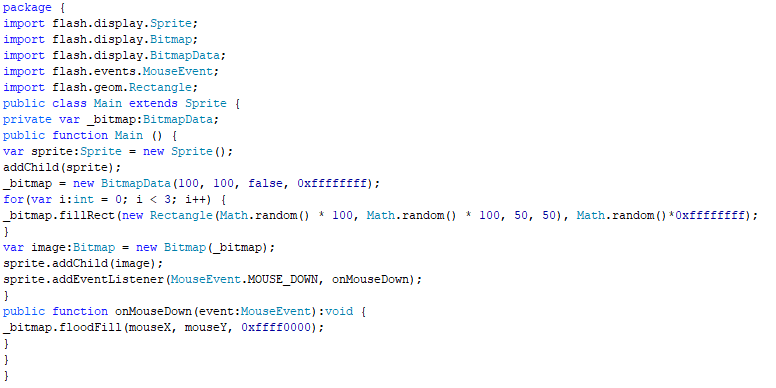 package {
import flash.display.Sprite;
import flash.display.Bitmap;
import flash.display.BitmapData;
import flash.events.MouseEvent;
import flash.geom.Rectangle;
public class Main extends Sprite {
private var _bitmap:BitmapData;
public function Main () {
var sprite:Sprite = new Sprite();
addChild(sprite);
_bitmap = new BitmapData(100, 100, false, 0xffffffff);
for(var i:int = 0; i < 3; i++) {
_bitmap.fillRect(new Rectangle(Math.random() * 100, Math.random() * 100, 50, 50), Math.random()*0xffffffff);
}
var image:Bitmap = new Bitmap(_bitmap);
sprite.addChild(image);
sprite.addEventListener(MouseEvent.MOUSE_DOWN, onMouseDown);
}
public function onMouseDown(event:MouseEvent):void {
_bitmap.floodFill(mouseX, mouseY, 0xffff0000);
}
}
}